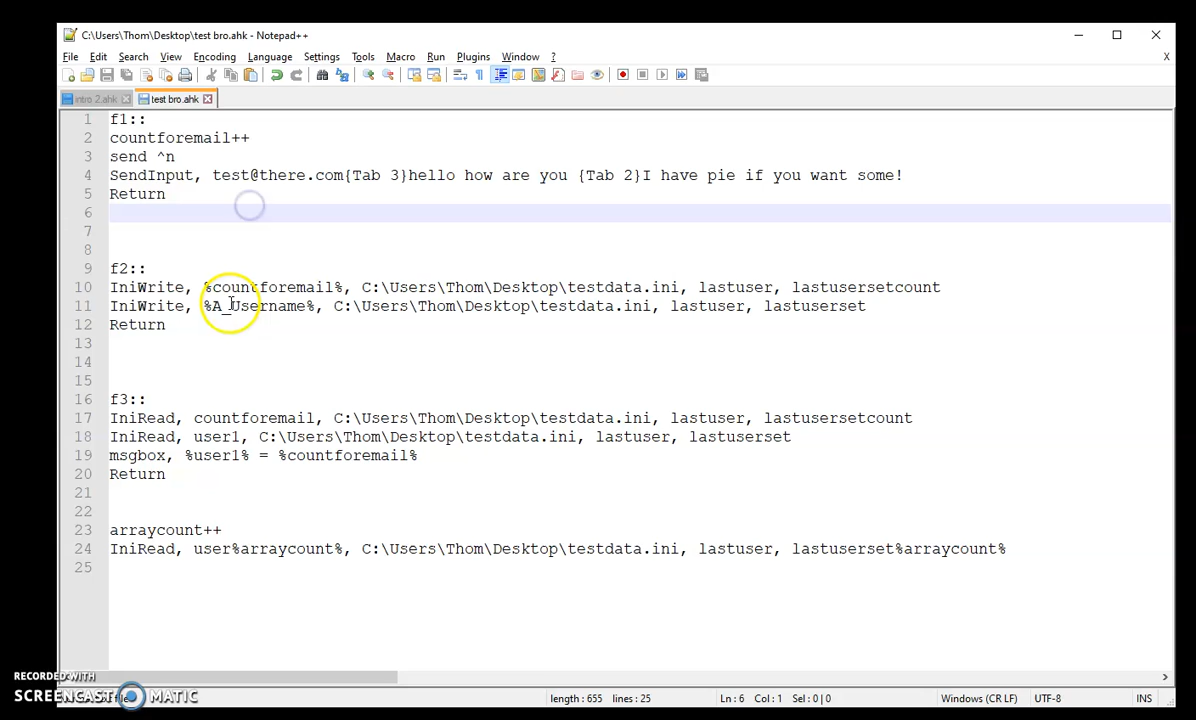 C:\Users\Thom\Desktop\test bro.ahk - Notepad++
File Edit Search View Encoding Language Settings Tools Macro Run Plugins Window ? X
intro 2.ahk test bro.ahk
1 f1::
2 countforemail++
3 send ^n
4 SendInput, test@there.com{Tab 3}hello how are you {Tab 2}I have pie if you want some!
5 Return
6
7
8
9 f2::
10 IniWrite, %countforemail%, C:\Users\Thom\Desktop\testdata.ini, lastuser, lastusersetcount
11 IniWrite, %A_Username%, C:\Users\Thom\Desktop\testdata.ini, lastuser, lastuserset
12 Return
13
14
15
16 f3::
17 IniRead, countforemail, C:\Users\Thom\Desktop\testdata.ini, lastuser, lastusersetcount
18 IniRead, user1, C:\Users\Thom\Desktop\testdata.ini, lastuser, lastuserset
19 msgbox, %user1% = %countforemail%
20 Return
21
22
23 arraycount++
24 IniRead, user%arraycount%, C:\Users\Thom\Desktop\testdata.ini, lastuser, lastuserset%arraycount%
25
RECORDED WITH
SCREENCAST MATIC
length : 655 lines : 25 Ln : 6 Col : 1 Sel : 0 | 0 Windows (CR LF) UTF-8 INS